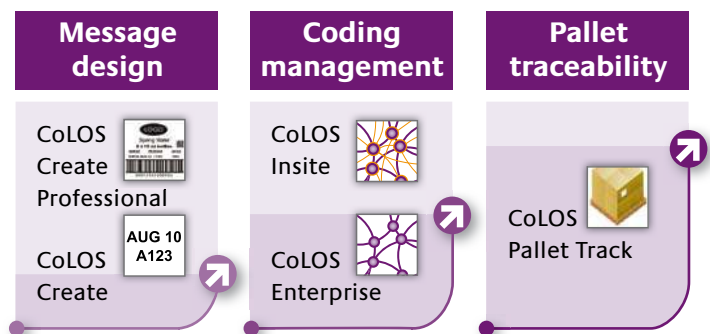 Message
design
CoLOS
Create
Professional
LOGO
AUG 10
A123
CoLOS
Create
Coding
management
CoLOS
Insite
CoLOS
Enterprise
Pallet
traceability
CoLOS
Pallet Track